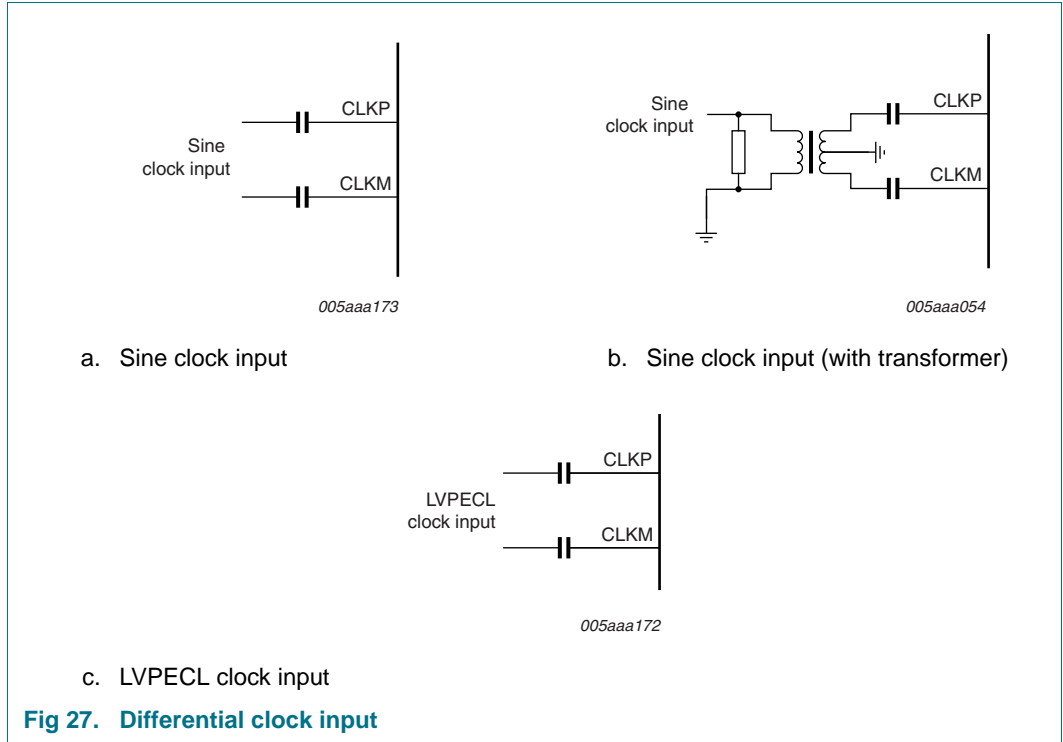 CLKP
Sine
clock input
CLKM
005aaa173
a. Sine clock input
Sine
clock input
CLKP
CLKM
005aaa054
b. Sine clock input (with transformer)
CLKP
LVPECL
clock input
CLKM
005aaa172
c. LVPECL clock input
Fig 27. Differential clock input